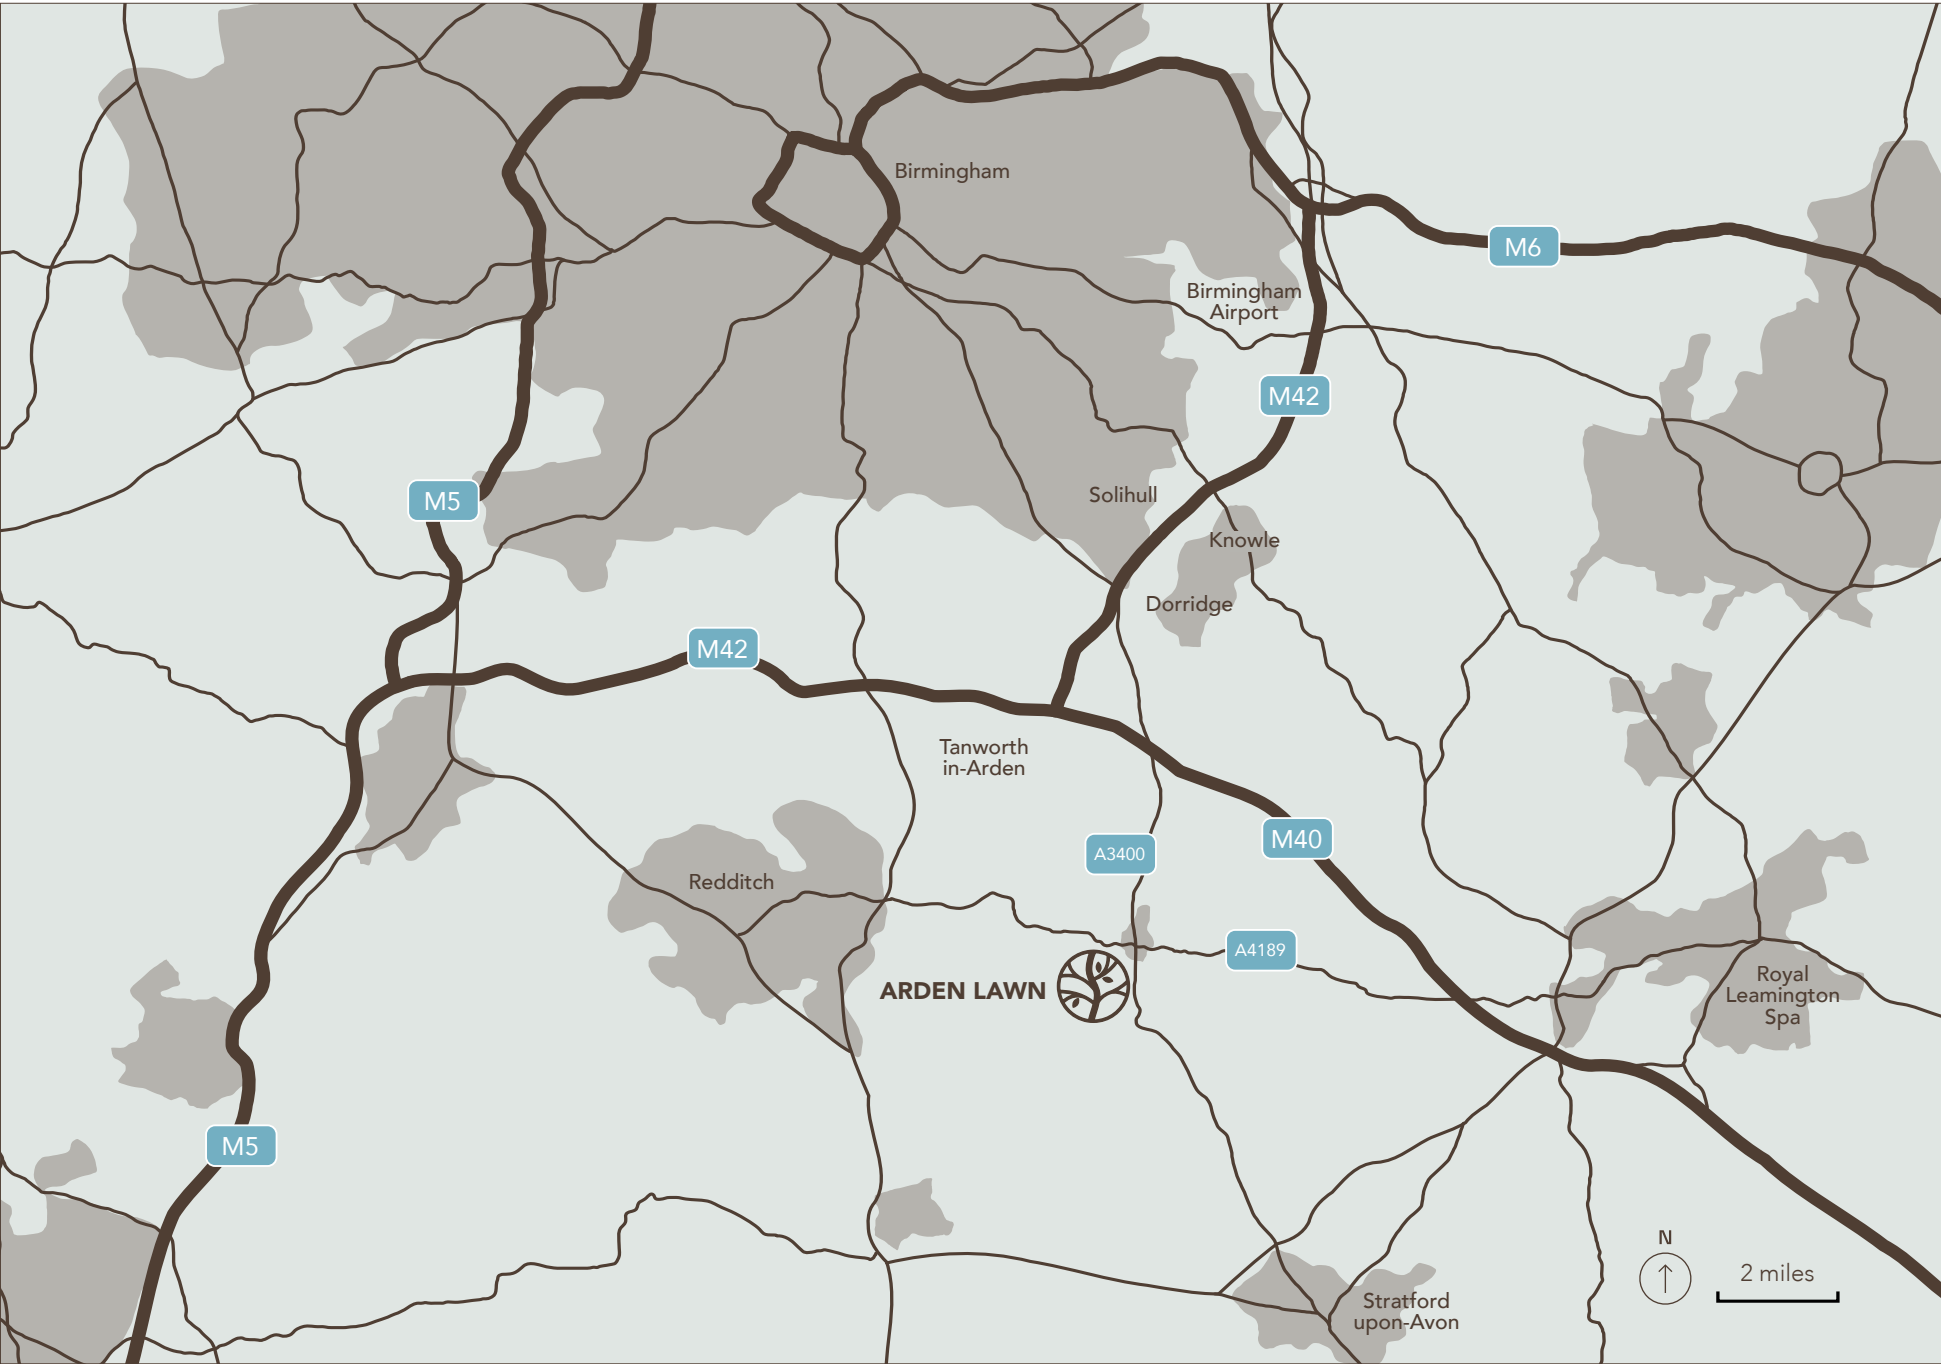 Birmingham
M6
Birmingham
Airport
M42
M5
Solihull
Knowle
Dorridge
M42
Tanworth
in-Arden
M40
A3400
Redditch
A4189
ARDEN LAWN
Royal
Leamington
Spa
M5
N
2 miles
Stratford
upon-Avon